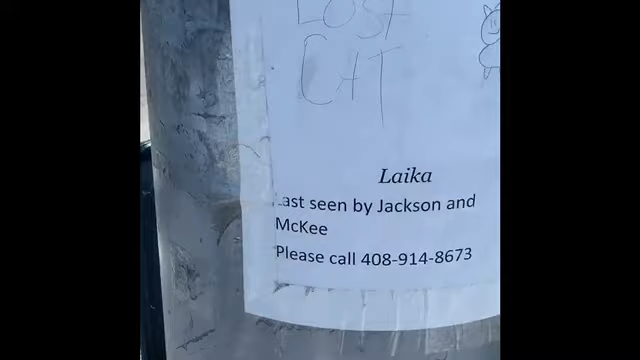 LOST
CAT
Laika
Last seen by Jackson and
McKee
Please call 408-914-8673